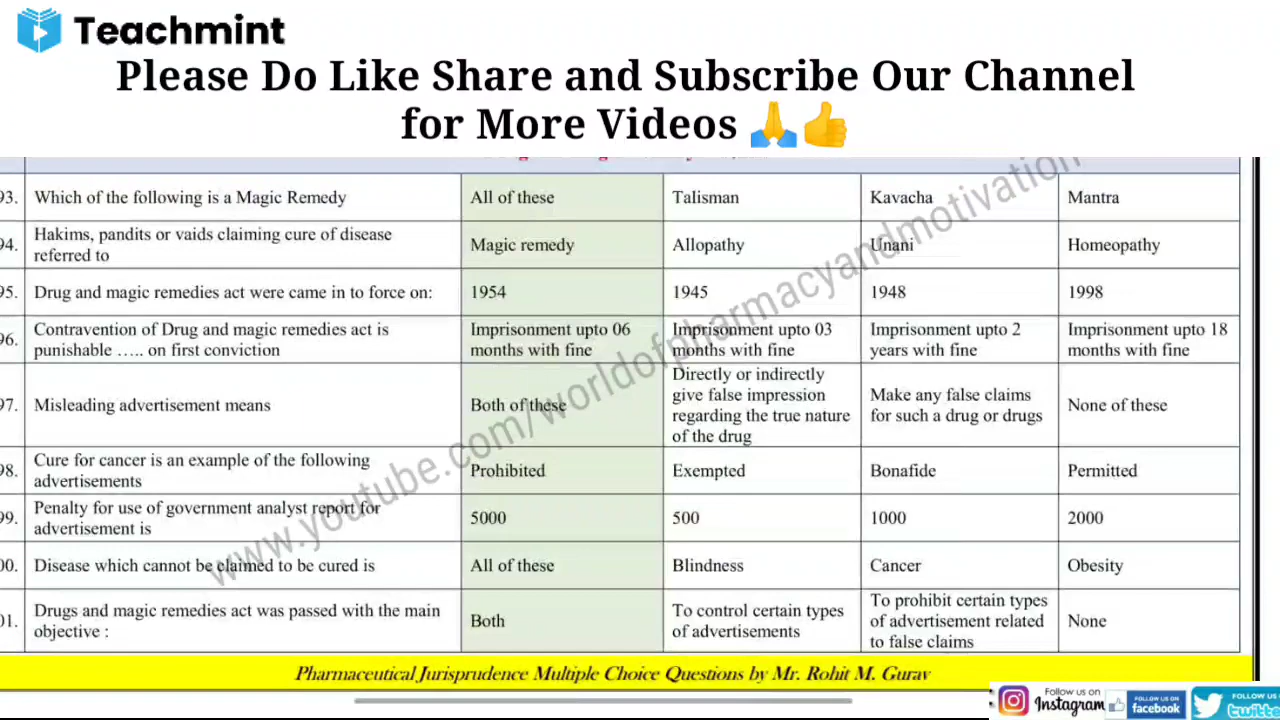 Teachmint
Please Do Like Share and Subscribe Our Channel
for More Videos 🙏👍
93. Which of the following is a Magic Remedy All of these Talisman Kavacha Mantra
94. Hakims, pandits or vaids claiming cure of disease
referred to Magic remedy Allopathy Unani Homeopathy
95. Drug and magic remedies act were came in to force on: 1954 1945 1948 1998
96. Contravention of Drug and magic remedies act is
punishable ….. on first conviction
Imprisonment upto 06
months with fine
Imprisonment upto 03
months with fine
Imprisonment upto 2
years with fine
Imprisonment upto 18
months with fine
97. Misleading advertisement means Both of these
Directly or indirectly
give false impression
regarding the true nature
of the drug
Make any false claims
for such a drug or drugs
None of these
98. Cure for cancer is an example of the following
advertisements Prohibited Exempted Bonafide Permitted
99. Penalty for use of government analyst report for
advertisement is 5000 500 1000 2000
00. Disease which cannot be claimed to be cured is All of these Blindness Cancer Obesity
01. Drugs and magic remedies act was passed with the main
objective : Both
To control certain types
of advertisements
To prohibit certain types
of advertisement related
to false claims
None
www.youtube.com/worldofpharmacyandmotivation
Pharmaceutical Jurisprudence Multiple Choice Questions by Mr. Rohit M. Gurav
Follow us on
Instagram
Follow us on
facebook
FOLLOW US
twitte